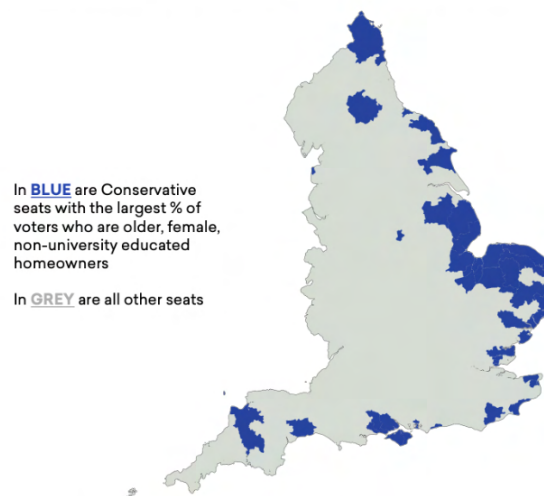 In BLUE are Conservative
seats with the largest % of
voters who are older, female,
non-university educated
homeowners
In GREY are all other seats